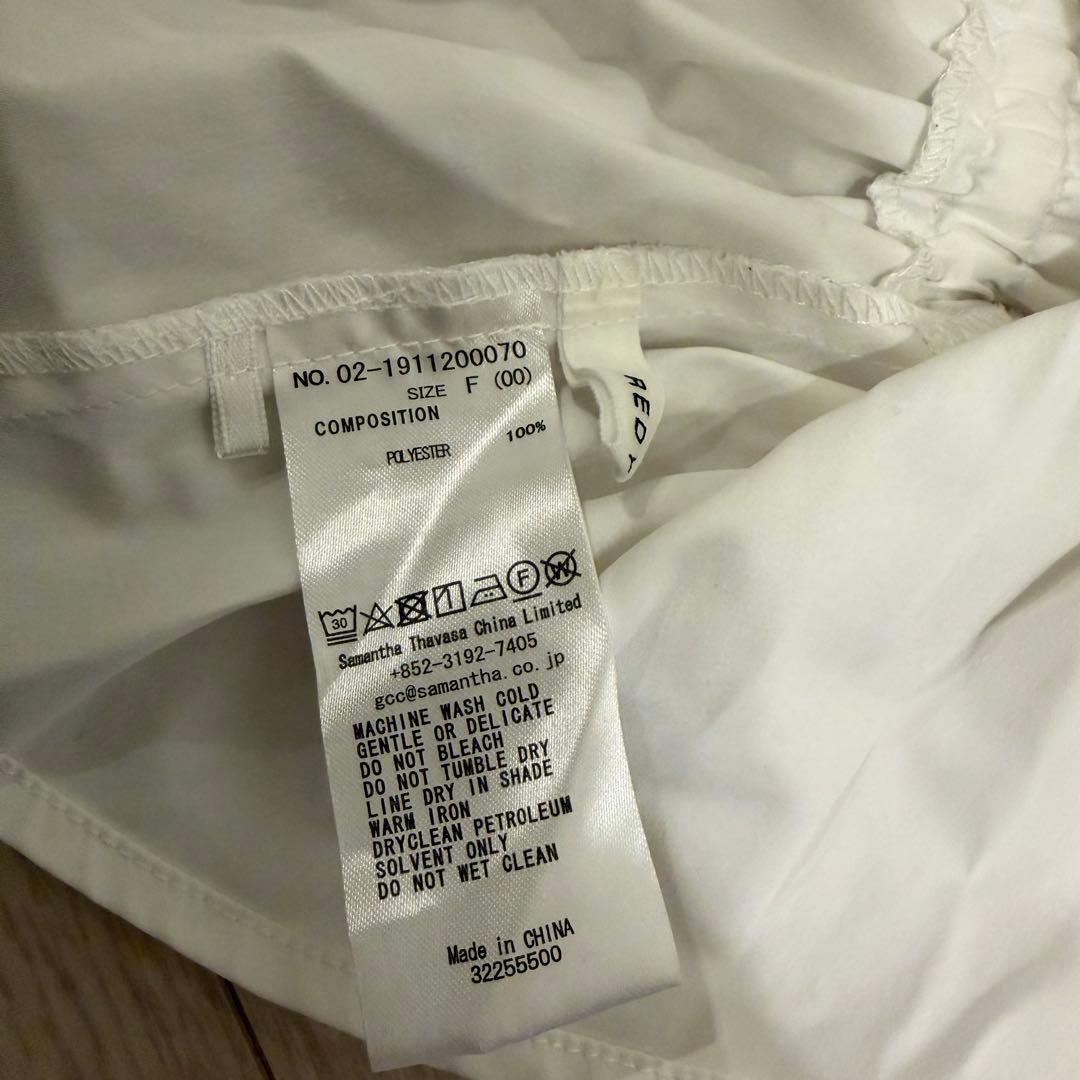 NO. 02-1911200070
SIZE F (00)
COMPOSITION
POLYESTER 100%
30
F W
Samantha Thavasa China Limited
+852-3192-7405
gcc@samantha.co.jp
MACHINE WASH COLD
GENTLE OR DELICATE
DO NOT BLEACH
DO NOT TUMBLE DRY
LINE DRY IN SHADE
WARM IRON
DRYCLEAN PETROLEUM
SOLVENT ONLY
DO NOT WET CLEAN
Made in CHINA
32255500
REDY